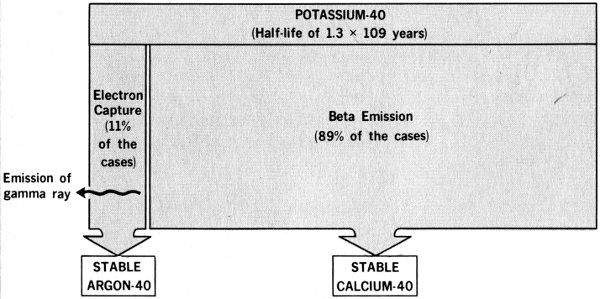 POTASSIUM-40
(Half-life of 1.3 × 109 years)
Electron
Capture
(11%
of the
cases)
Beta Emission
(89% of the cases)
Emission of
gamma ray
STABLE
ARGON-40
STABLE
CALCIUM-40